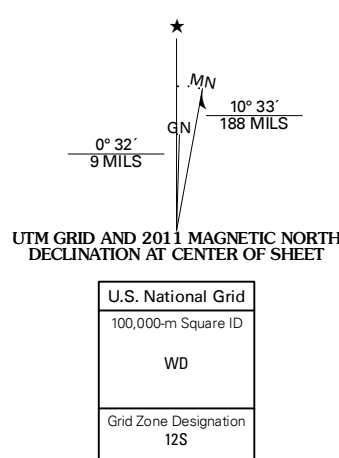 ★
MN
GN
10° 33´
188 MILS
0° 32´
9 MILS
UTM GRID AND 2011 MAGNETIC NORTH
DECLINATION AT CENTER OF SHEET
U.S. National Grid
100,000-m Square ID
WD
Grid Zone Designation
12S